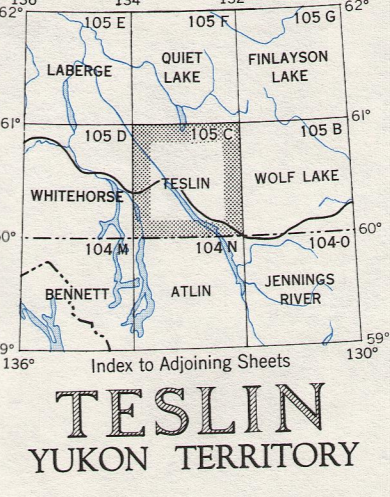 136° 134° 132°
62° 105 E 105 F 105 G 62°
LABERGE QUIET LAKE FINLAYSON LAKE
61° 61°
105 D 105 C 105 B
WHITEHORSE TESLIN WOLF LAKE
60° 104 M 104 N 104-O 60°
BENNETT ATLIN JENNINGS RIVER
59° 59°
136° 130°
Index to Adjoining Sheets
TESLIN
YUKON TERRITORY